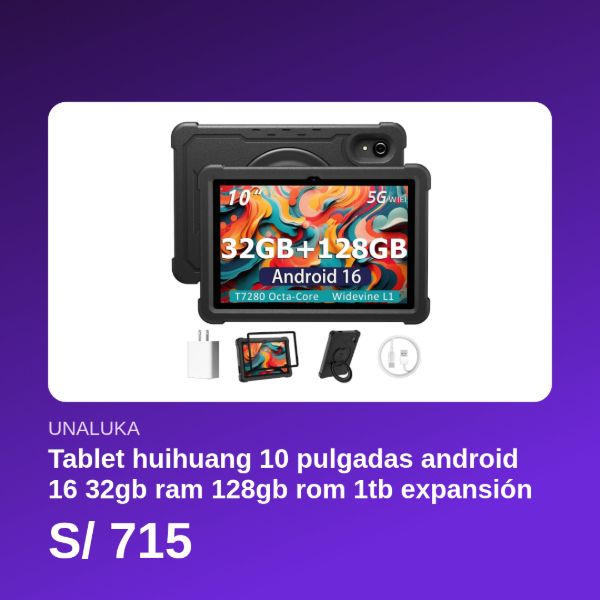 10“
5G WIFI
32GB+128GB
Android 16
T7280 Octa-Core Widevine L1
UNALUKA
Tablet huihuang 10 pulgadas android
16 32gb ram 128gb rom 1tb expansión
S/ 715